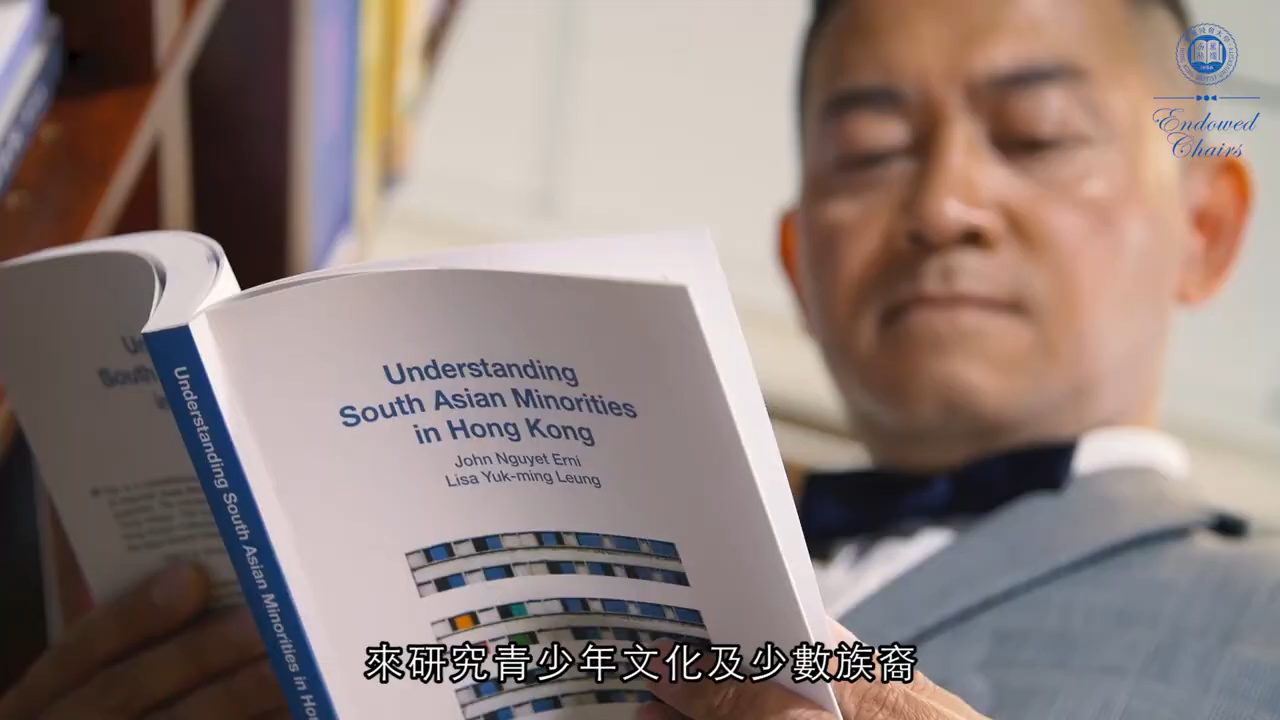 Endowed
Chairs
Understanding
South Asian Minorities
in Hong Kong
John Nguyet Erni
Lisa Yuk-ming Leung
Understanding South Asian Minorities in Ho
來研究青少年文化及少數族裔